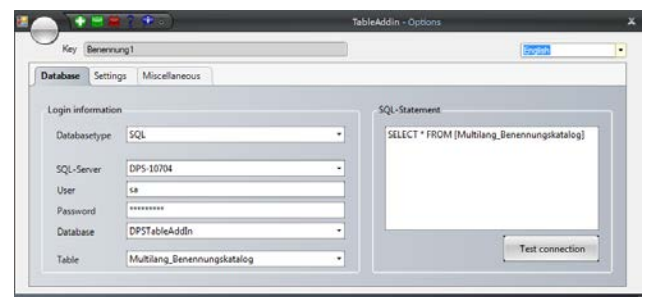 TableAddin - Options
Key Benennung1 English
Database Settings Miscellaneous
Login information
Databasetype SQL
SQL-Server DPS-10704
User sa
Password *********
Database DPSTableAddIn
Table Multilang_Benennungskatalog
SQL-Statement
SELECT * FROM [Multilang_Benennungskatalog]
Test connection